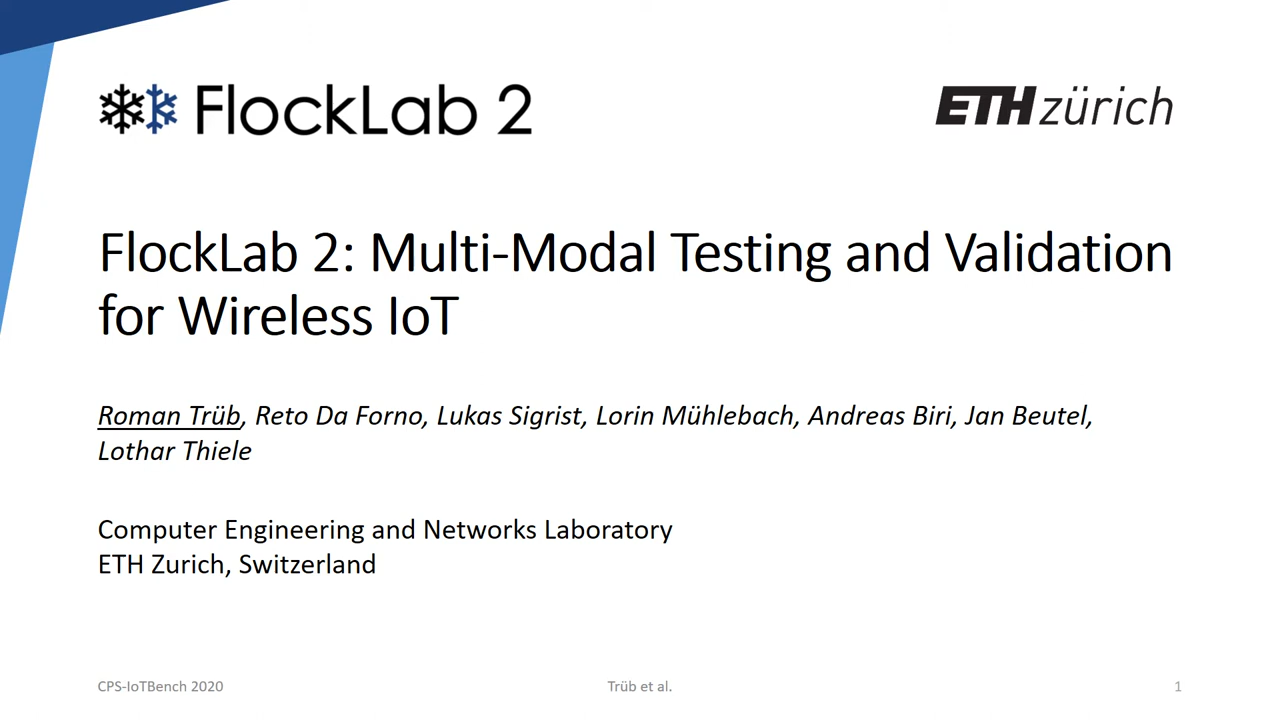 FlockLab 2
ETH zürich
FlockLab 2: Multi-Modal Testing and Validation
for Wireless IoT
Roman Trüb, Reto Da Forno, Lukas Sigrist, Lorin Mühlebach, Andreas Biri, Jan Beutel,
Lothar Thiele
Computer Engineering and Networks Laboratory
ETH Zurich, Switzerland
CPS-IoTBench 2020
Trüb et al.
1